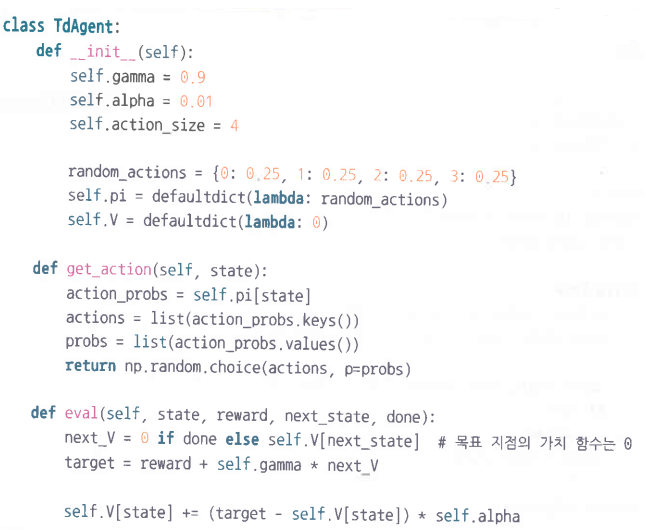 class TdAgent:
    def __init__(self):
        self.gamma = 0.9
        self.alpha = 0.01
        self.action_size = 4

        random_actions = {0: 0.25, 1: 0.25, 2: 0.25, 3: 0.25}
        self.pi = defaultdict(lambda: random_actions)
        self.V = defaultdict(lambda: 0)

    def get_action(self, state):
        action_probs = self.pi[state]
        actions = list(action_probs.keys())
        probs = list(action_probs.values())
        return np.random.choice(actions, p=probs)

    def eval(self, state, reward, next_state, done):
        next_V = 0 if done else self.V[next_state]  # 목표 지점의 가치 함수는 0
        target = reward + self.gamma * next_V

        self.V[state] += (target - self.V[state]) * self.alpha